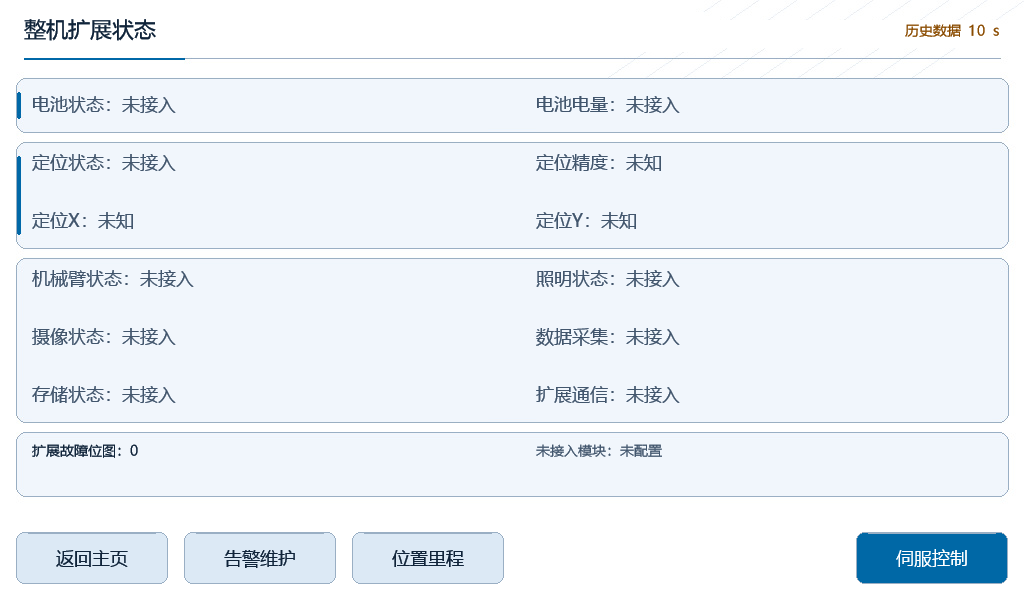 整机扩展状态
历史数据 10 s
电池状态：未接入
电池电量：未接入
定位状态：未接入
定位精度：未知
定位X：未知
定位Y：未知
机械臂状态：未接入
照明状态：未接入
摄像状态：未接入
数据采集：未接入
存储状态：未接入
扩展通信：未接入
扩展故障位图：0
未接入模块：未配置
返回主页
告警维护
位置里程
伺服控制